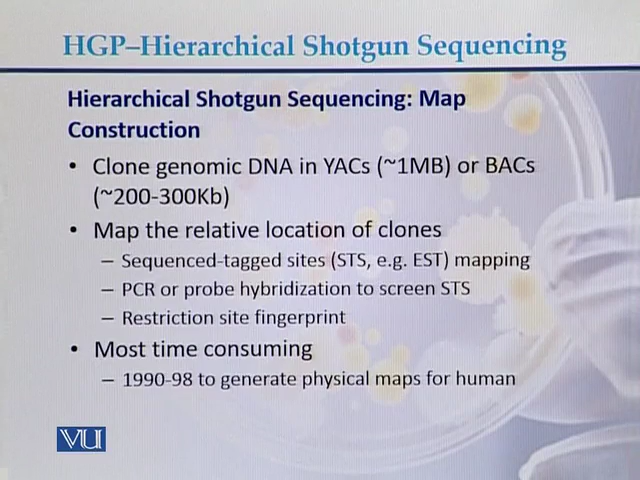 HGP–Hierarchical Shotgun Sequencing
Hierarchical Shotgun Sequencing: Map
Construction
• Clone genomic DNA in YACs (~1MB) or BACs
(~200-300Kb)
• Map the relative location of clones
– Sequenced-tagged sites (STS, e.g. EST) mapping
– PCR or probe hybridization to screen STS
– Restriction site fingerprint
• Most time consuming
– 1990-98 to generate physical maps for human
VU